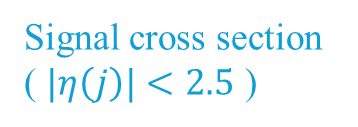 Signal cross section
( |η(j)| < 2.5 )